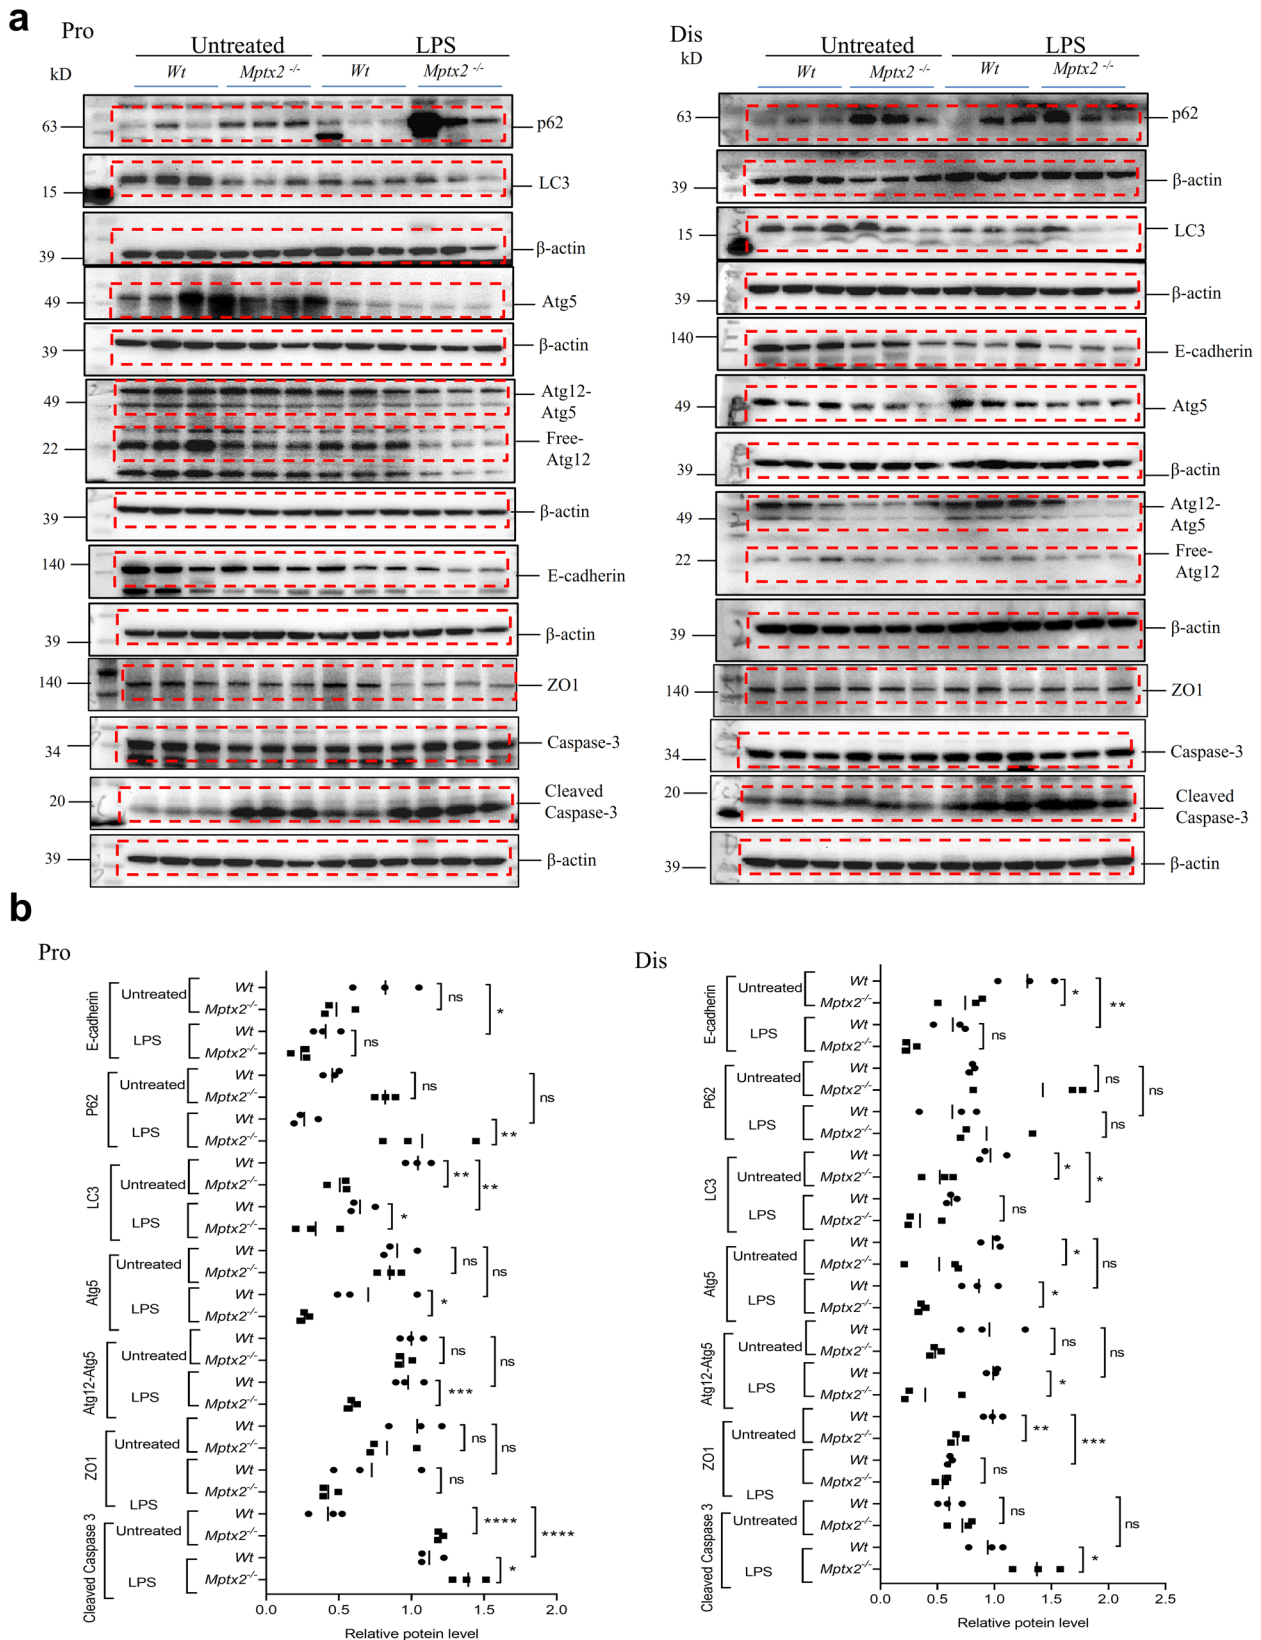 a
Pro
Untreated LPS
kD Wt Mptx2 -/- Wt Mptx2 -/-
63 p62
15 LC3
39 β-actin
49 Atg5
39 β-actin
49 Atg12-
Atg5
22 Free-
Atg12
39 β-actin
140 E-cadherin
39 β-actin
140 ZO1
34 Caspase-3
20 Cleaved
Caspase-3
39 β-actin
Dis
Untreated LPS
kD Wt Mptx2 -/- Wt Mptx2 -/-
63 p62
39 β-actin
15 LC3
39 β-actin
140 E-cadherin
49 Atg5
39 β-actin
49 Atg12-
Atg5
22 Free-
Atg12
39 β-actin
140 ZO1
34 Caspase-3
20 Cleaved
Caspase-3
39 β-actin
b
Pro
E-cadherin
Untreated Wt
Mptx2-/- ns
LPS Wt *
Mptx2-/- ns
P62
Untreated Wt
Mptx2-/- ns
LPS Wt ns
Mptx2-/- **
LC3
Untreated Wt
Mptx2-/- **
LPS Wt **
Mptx2-/- *
Atg5
Untreated Wt
Mptx2-/- ns
LPS Wt ns
Mptx2-/- *
Atg12-Atg5
Untreated Wt
Mptx2-/- ns
LPS Wt ns
Mptx2-/- ***
ZO1
Untreated Wt
Mptx2-/- ns
LPS Wt ns
Mptx2-/- ns
Cleaved Caspase 3
Untreated Wt
Mptx2-/- ****
LPS Wt ****
Mptx2-/- *
0.0 0.5 1.0 1.5 2.0
Relative potein level
Dis
E-cadherin
Untreated Wt
Mptx2-/- *
LPS Wt **
Mptx2-/- ns
P62
Untreated Wt
Mptx2-/- ns
LPS Wt ns
Mptx2-/- ns
LC3
Untreated Wt
Mptx2-/- *
LPS Wt *
Mptx2-/- ns
Atg5
Untreated Wt
Mptx2-/- *
LPS Wt ns
Mptx2-/- *
Atg12-Atg5
Untreated Wt
Mptx2-/- ns
LPS Wt ns
Mptx2-/- *
ZO1
Untreated Wt
Mptx2-/- **
LPS Wt ***
Mptx2-/- ns
Cleaved Caspase 3
Untreated Wt
Mptx2-/- ns
LPS Wt ns
Mptx2-/- *
0.0 0.5 1.0 1.5 2.0 2.5
Relative potein level